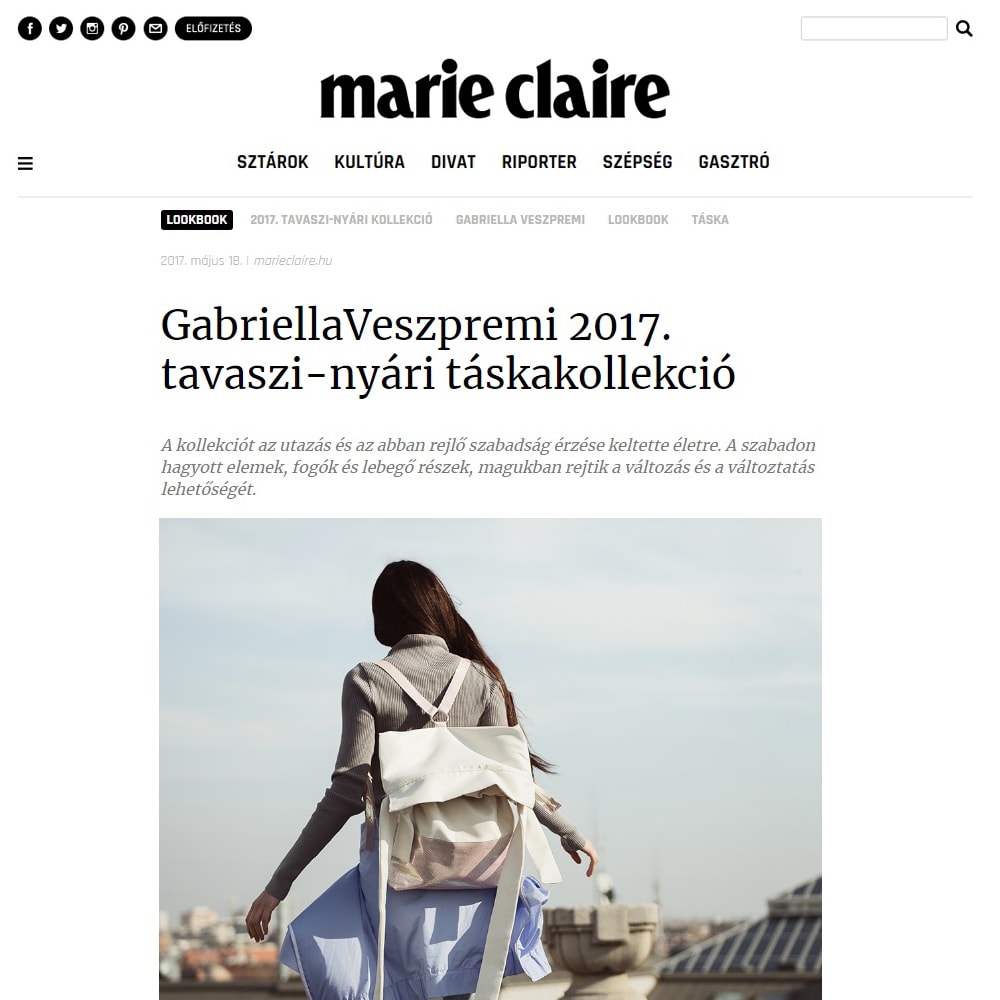 ELŐFIZETÉS
marie claire
SZTÁROK KULTÚRA DIVAT RIPORTER SZÉPSÉG GASZTRÓ
LOOKBOOK 2017. TAVASZI-NYÁRI KOLLEKCIÓ GABRIELLA VESZPREMI LOOKBOOK TÁSKA
2017. május 18. | marieclaire.hu
GabriellaVeszpremi 2017.
tavaszi-nyári táskakollekció
A kollekciót az utazás és az abban rejlő szabadság érzése keltette életre. A szabadon
hagyott elemek, fogók és lebegő részek, magukban rejtik a változás és a változtatás
lehetőségét.